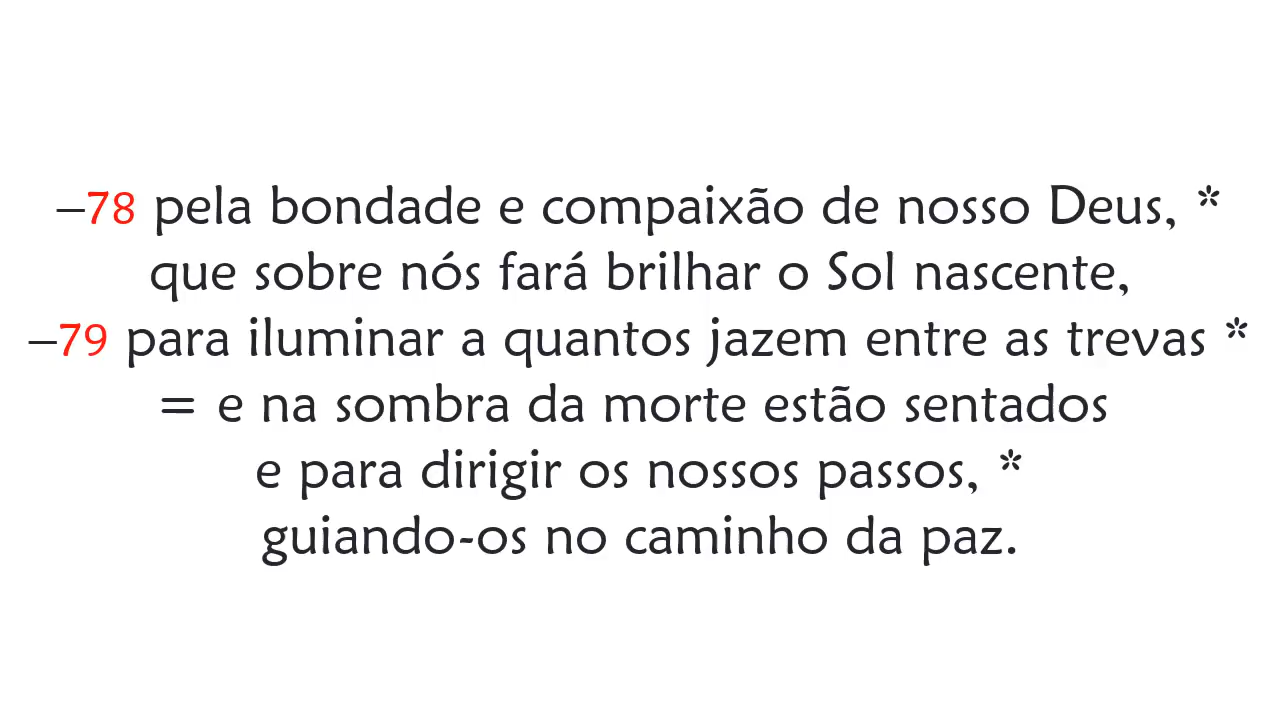 –78 pela bondade e compaixão de nosso Deus, *
que sobre nós fará brilhar o Sol nascente,
–79 para iluminar a quantos jazem entre as trevas *
= e na sombra da morte estão sentados
e para dirigir os nossos passos, *
guiando-os no caminho da paz.